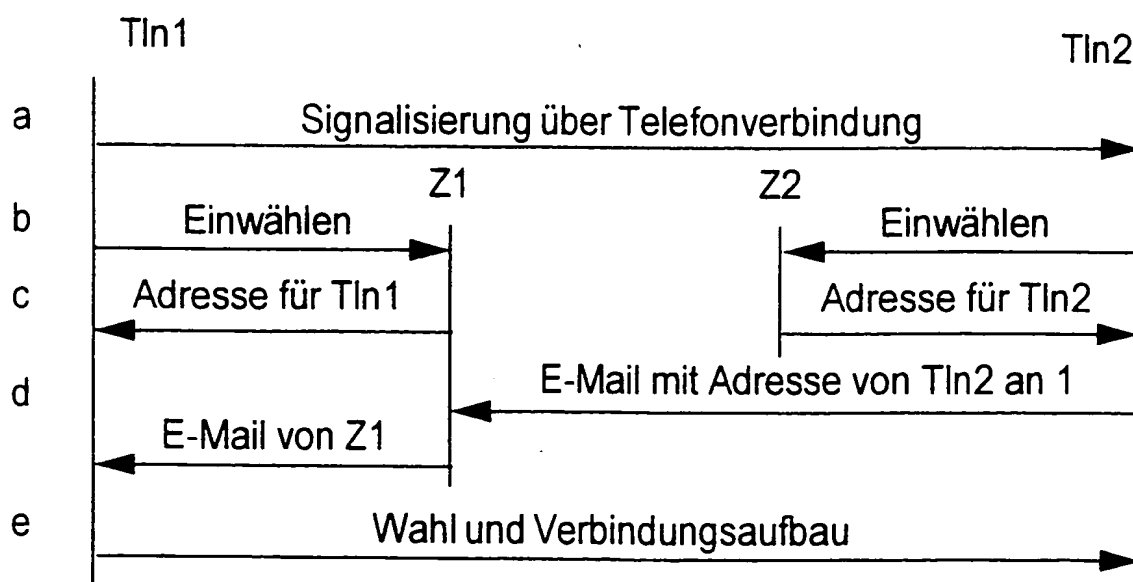 Tln1
Tln2
a
Signalisierung über Telefonverbindung
Z1
Z2
b
Einwählen
Einwählen
c
Adresse für Tln1
Adresse für Tln2
d
E-Mail mit Adresse von Tln2 an 1
E-Mail von Z1
e
Wahl und Verbindungsaufbau